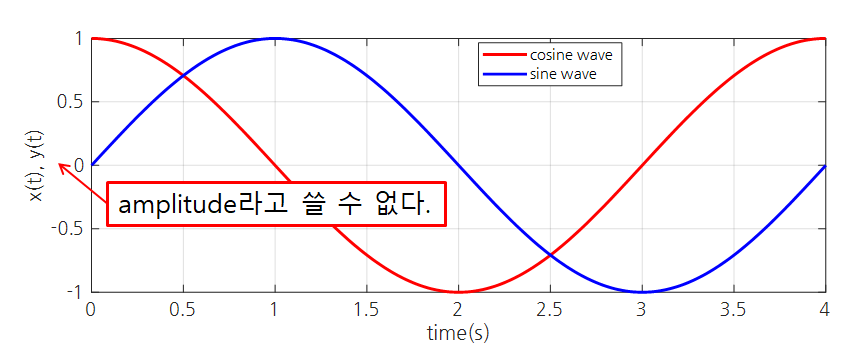 1
0.5
0
-0.5
-1
x(t), y(t)
cosine wave
sine wave
amplitude라고 쓸 수 없다.
0 0.5 1 1.5 2 2.5 3 3.5 4
time(s)